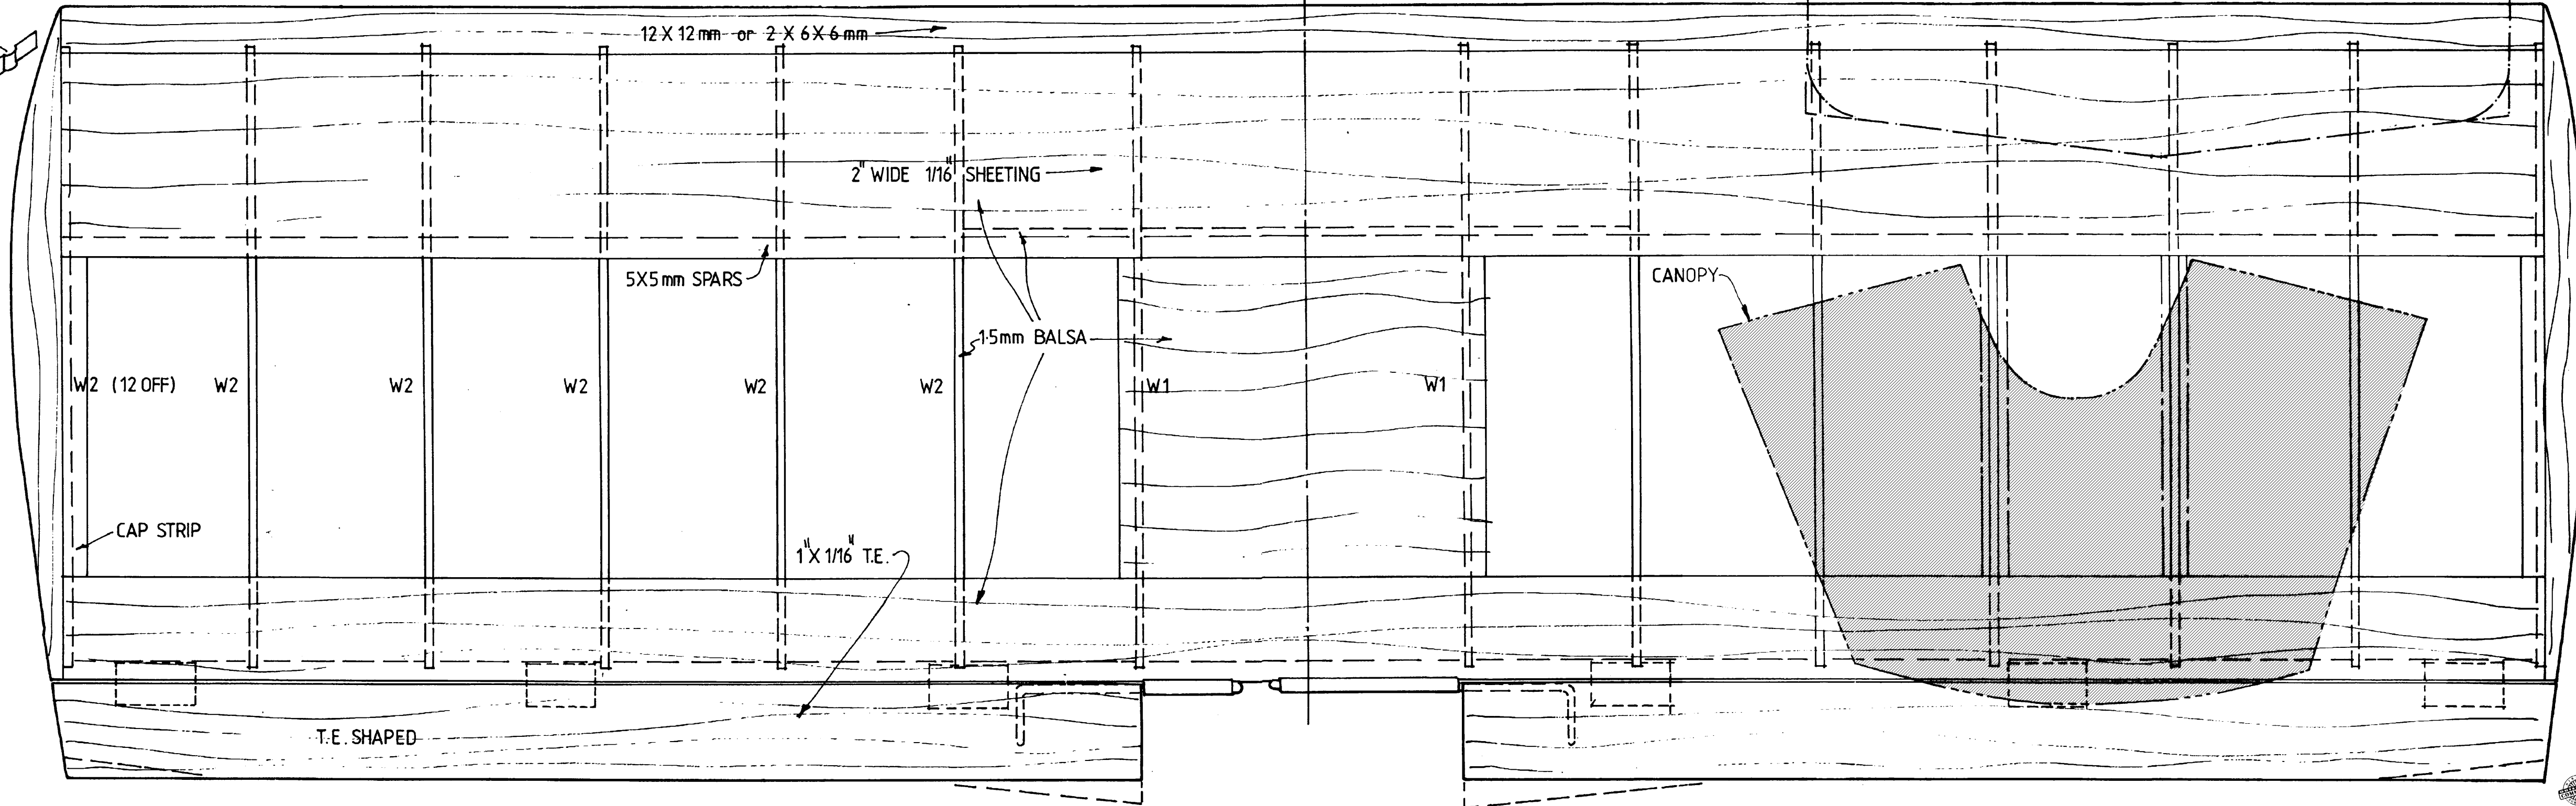 12 X 12 mm or 2 X 6 X 6 mm
2" WIDE 1/16" SHEETING
5X5 mm SPARS
CANOPY
1·5mm BALSA
W2 (12 OFF) W2 W2 W2 W2 W2 W1 W1
CAP STRIP
1" X 1/16" T.E.
T.E. SHAPED